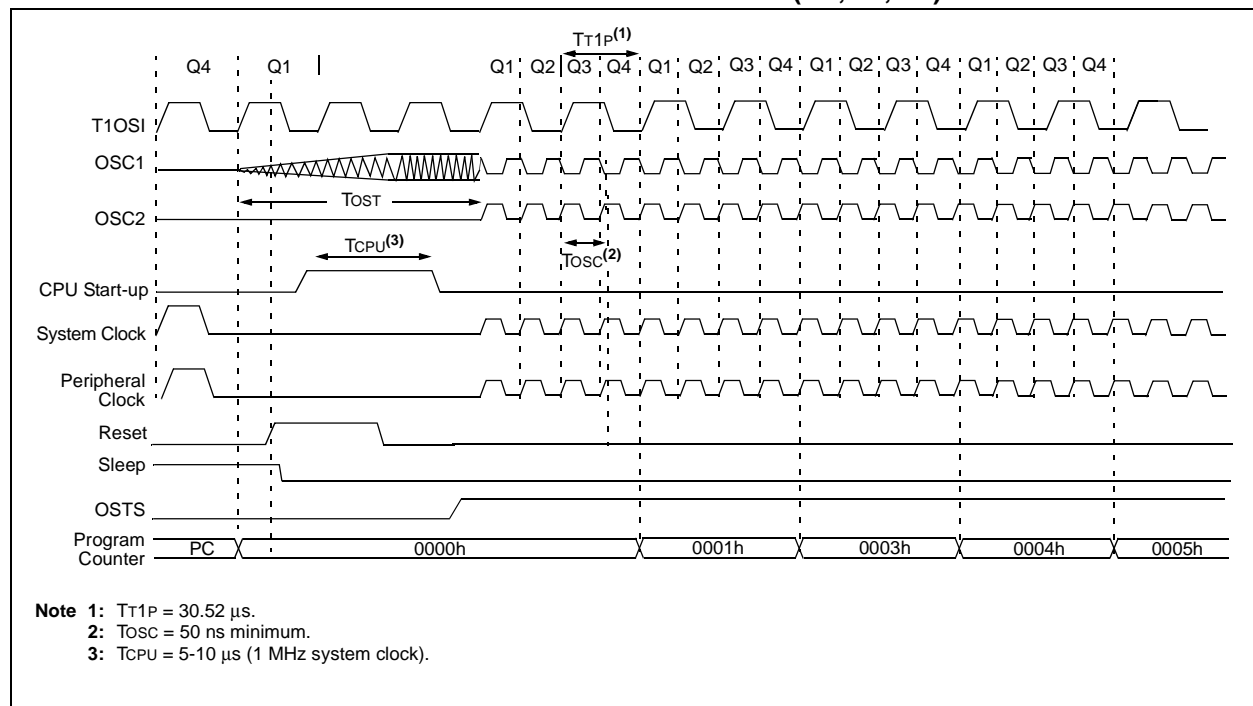 TT1P(1)
Q4 Q1 Q1 Q2 Q3 Q4 Q1 Q2 Q3 Q4 Q1 Q2 Q3 Q4 Q1 Q2 Q3 Q4
T1OSI
OSC1
TOST
OSC2
TCPU(3)
TOSC(2)
CPU Start-up
System Clock
Peripheral
Clock
Reset
Sleep
OSTS
Program
Counter
PC 0000h 0001h 0003h 0004h 0005h
Note 1: TT1P = 30.52 µs.
2: TOSC = 50 ns minimum.
3: TCPU = 5-10 µs (1 MHz system clock).